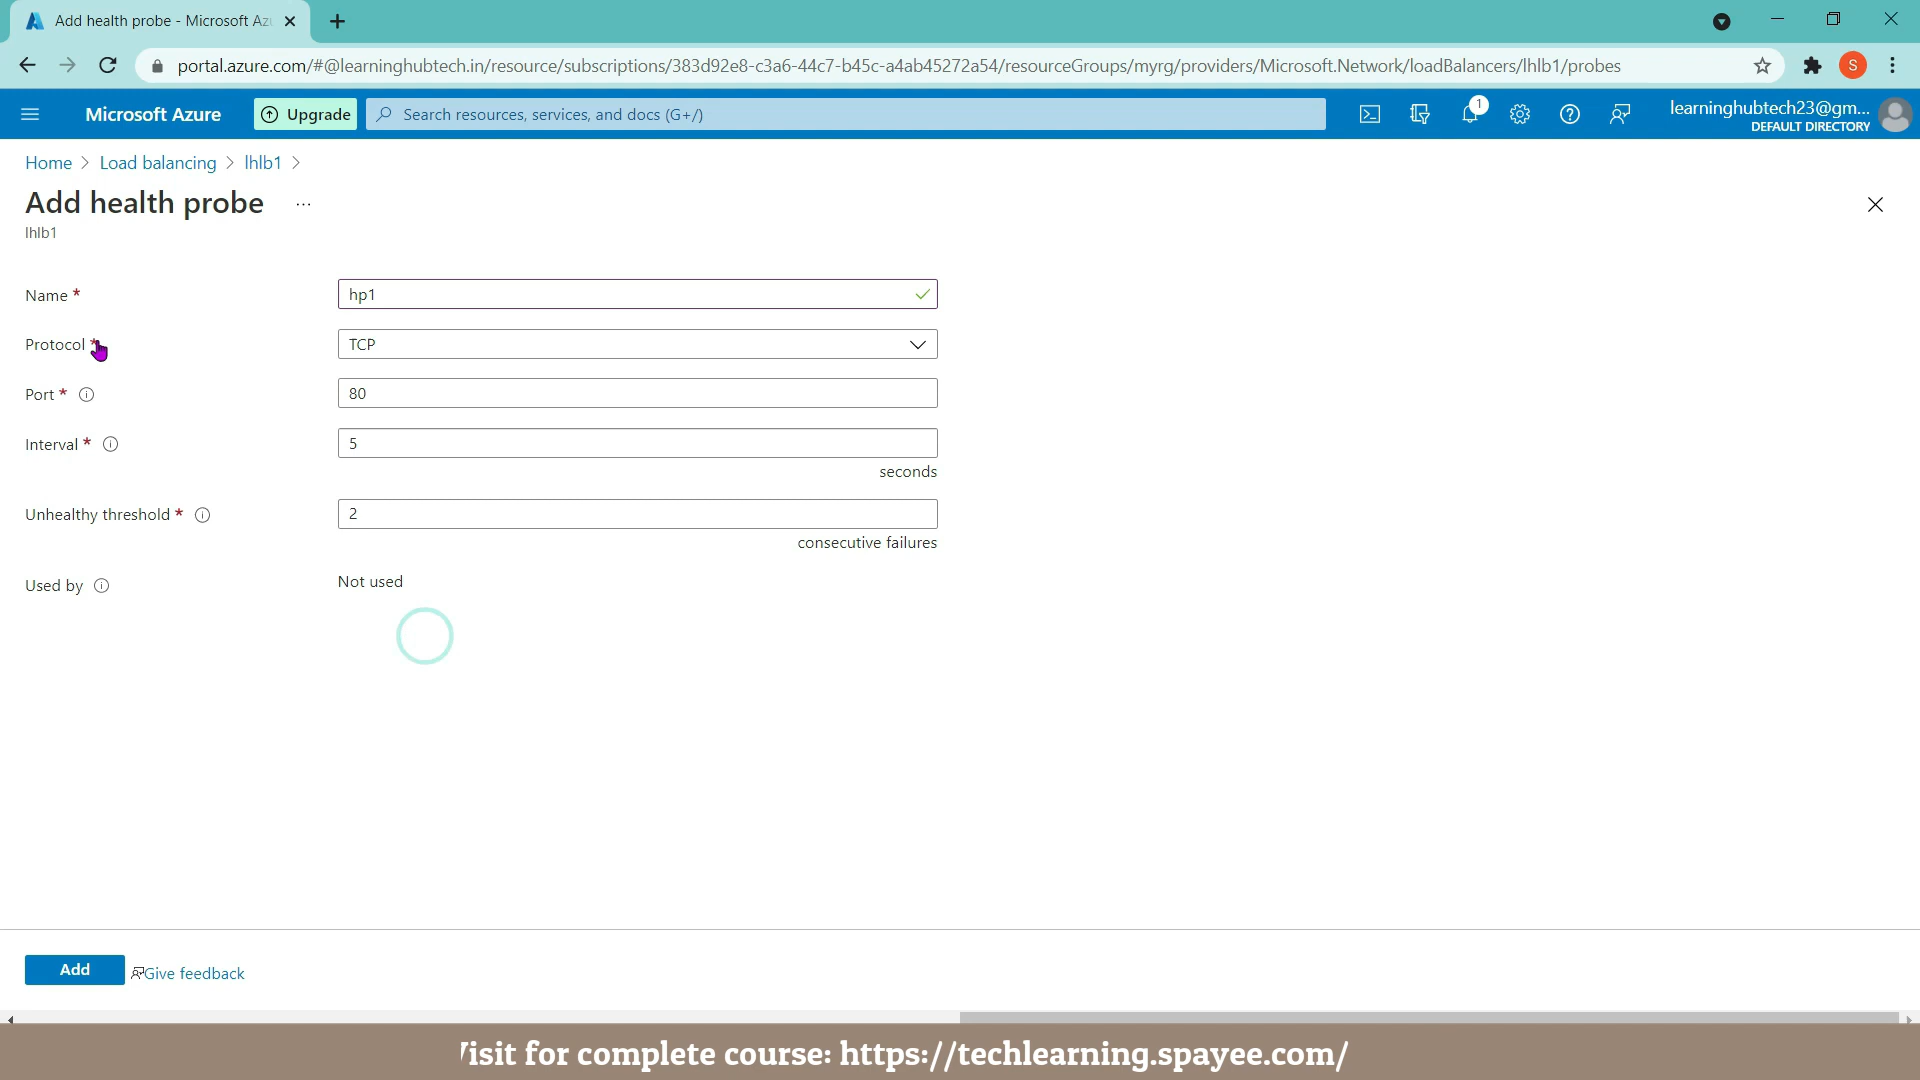 Add health probe - Microsoft Az
portal.azure.com/#@learninghubtech.in/resource/subscriptions/383d92e8-c3a6-44c7-b45c-a4ab45272a54/resourceGroups/myrg/providers/Microsoft.Network/loadBalancers/lhlb1/probes
S
Microsoft Azure
Upgrade
Search resources, services, and docs (G+/)
1
learninghubtech23@gm...
DEFAULT DIRECTORY
Home > Load balancing > lhlb1 >
Add health probe ...
lhlb1
Name *
hp1
Protocol *
TCP
Port *
80
Interval *
5
seconds
Unhealthy threshold *
2
consecutive failures
Used by
Not used
Add
Give feedback
isit for complete course: https://techlearning.spayee.com/